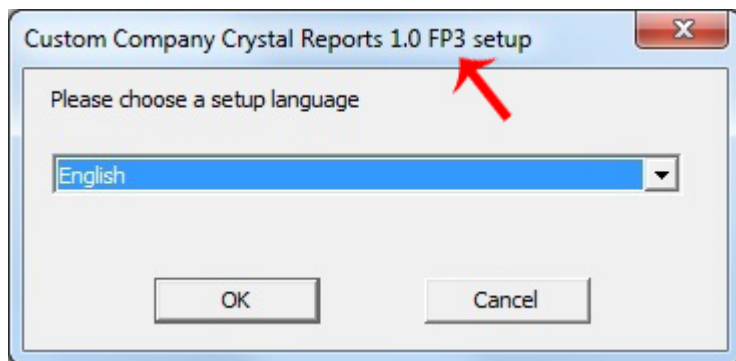 Custom Company Crystal Reports 1.0 FP3 setup
Please choose a setup language
English
OK
Cancel